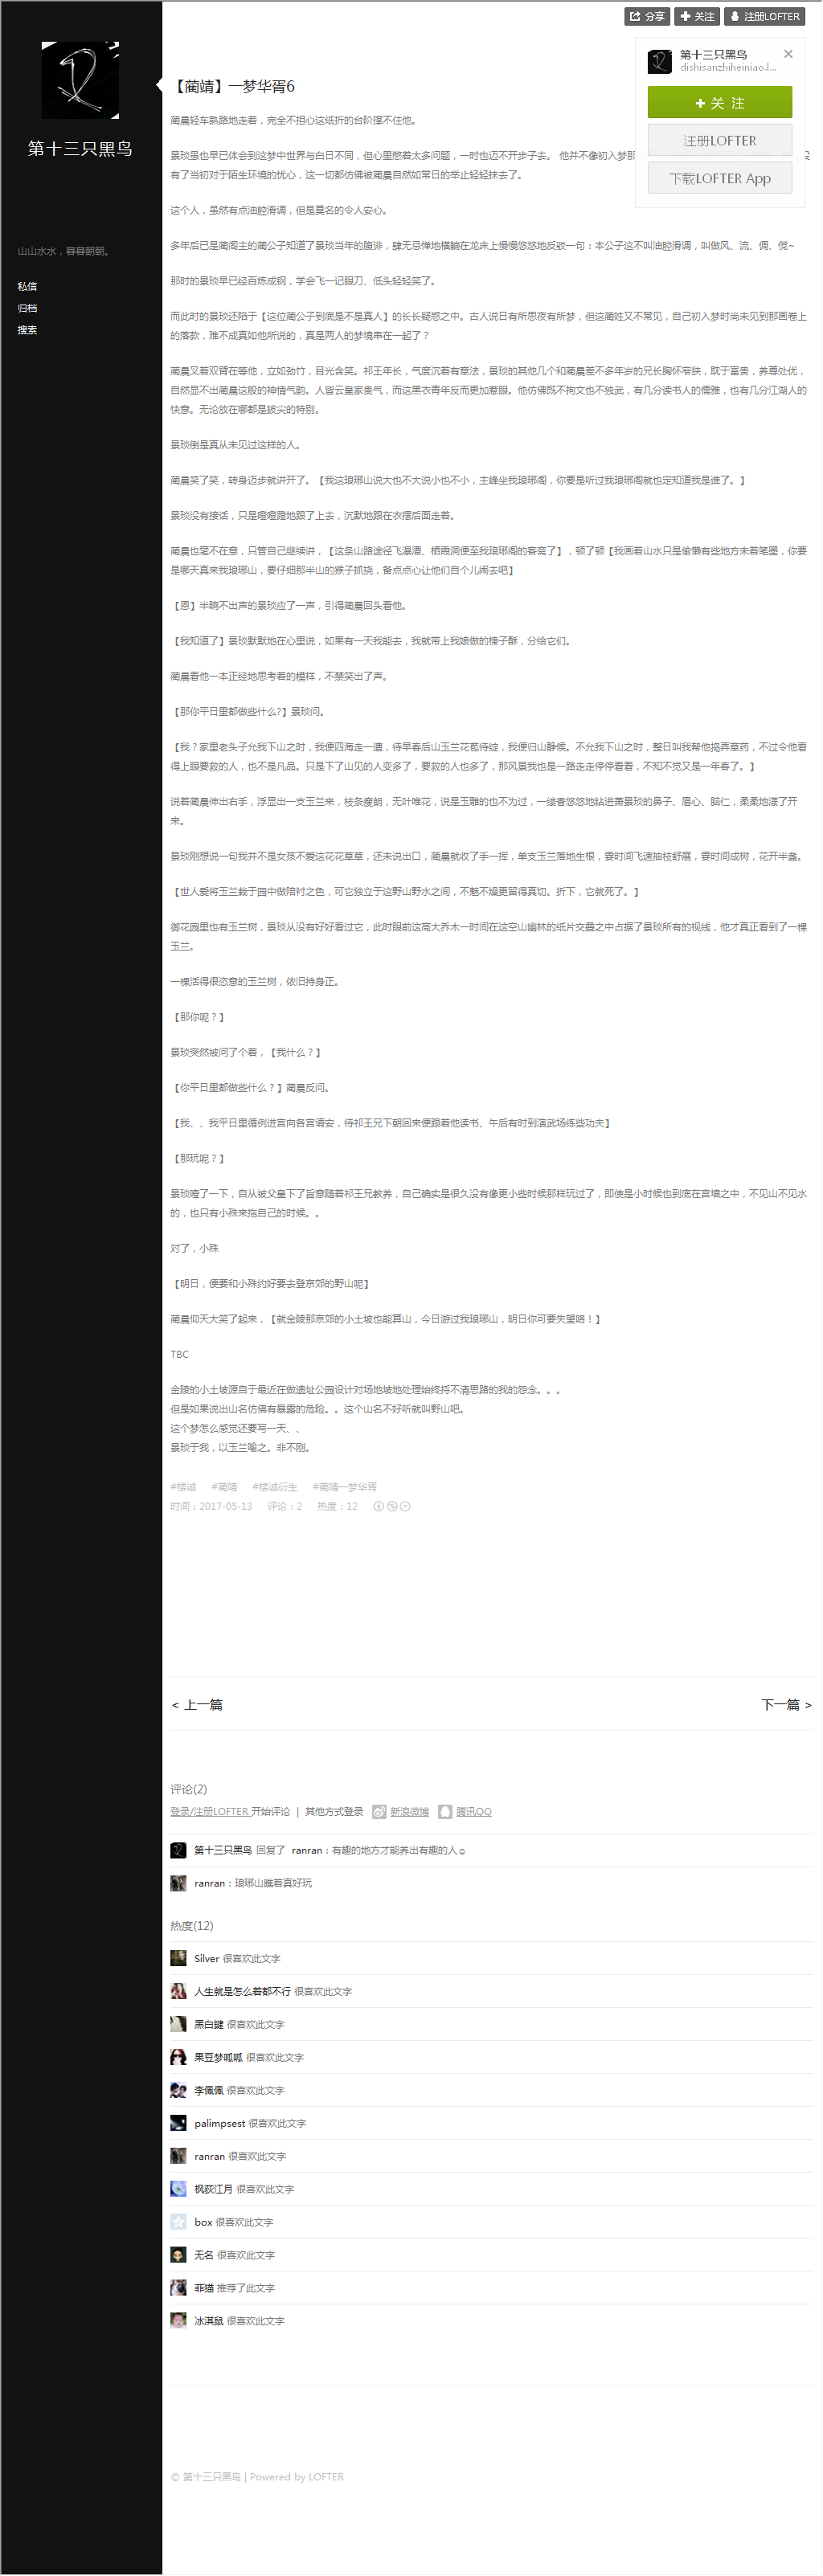 分享 关注 注册LOFTER
第十三只黑鸟
dishisanzhiheiniao.l...
关 注
注册LOFTER
下载LOFTER App
第十三只黑鸟
山山水水，暮暮朝朝。
私信
归档
搜索
【蔺靖】一梦华胥6
蔺晨轻车熟路地走着，完全不担心这纸折的台阶撑不住他。
景琰虽也早已体会到这梦中世界与白日不同，但心里憋着太多问题，一时也迈不开步子去。 他并不像初入梦那
有了当初对于陌生环境的忧心，这一切都仿佛被蔺晨自然如常日的举止轻轻抹去了。
这个人，虽然有点油腔滑调，但是莫名的令人安心。
多年后已是蔺阁主的蔺公子知道了景琰当年的腹诽，肆无忌惮地横躺在龙床上慢慢悠悠地反驳一句：本公子这不叫油腔滑调，叫做风、流、倜、傥~
那时的景琰早已经百炼成钢，学会飞一记眼刀、低头轻轻笑了。
而此时的景琰还陷于【这位蔺公子到底是不是真人】的长长疑惑之中。古人说日有所思夜有所梦，但这蔺姓又不常见，自己初入梦时尚未见到那画卷上
的落款，难不成真如他所说的，真是两人的梦境串在一起了？
蔺晨叉着双臂在等他，立如劲竹，目光含笑。祁王年长，气度沉着有章法，景琰的其他几个和蔺晨差不多年岁的兄长胸怀窄狭，耽于富贵，养尊处优，
自然显不出蔺晨这般的神情气韵。人皆云皇家贵气，而这黑衣青年反而更加惹眼。他仿佛既不拘文也不独武，有几分读书人的儒雅，也有几分江湖人的
快意。无论放在哪都是拔尖的特别。
景琰倒是真从未见过这样的人。
蔺晨笑了笑，转身迈步就讲开了。【我这琅琊山说大也不大说小也不小，主峰坐我琅琊阁，你要是听过我琅琊阁就也定知道我是谁了。】
景琰没有接话，只是噔噔蹬地跟了上去，沉默地跟在衣摆后面走着。
蔺晨也毫不在意，只管自己继续讲，【这条山路途径飞瀑潭、栖霞洞便至我琅琊阁的客斋了】，顿了顿【我画着山水只是偷懒有些地方未着笔墨，你要
是哪天真来我琅琊山，要仔细那半山的猴子抓挠，备点点心让他们自个儿闹去吧】
【恩】半晌不出声的景琰应了一声，引得蔺晨回头看他。
【我知道了】景琰默默地在心里说，如果有一天我能去，我就带上我娘做的榛子酥，分给它们。
蔺晨看他一本正经地思考着的模样，不禁笑出了声。
【那你平日里都做些什么?】景琰问。
【我？家里老头子允我下山之时，我便四海走一遭，待早春后山玉兰花苞待绽，我便归山静候。不允我下山之时，整日叫我帮他捣弄草药，不过令他看
得上眼要救的人，也不是凡品。只是下了山见的人变多了，要救的人也多了，那风景我也是一路走走停停看看，不知不觉又是一年春了。】
说着蔺晨伸出右手，浮显出一支玉兰来，枝条疫朗，无叶唯花，说是玉雕的也不为过，一缕香悠悠地钻进萧景琰的鼻子、眉心、脑仁，柔柔地漾了开
来。
景琰刚想说一句我并不是女孩不爱这花花草草，还未说出口，蔺晨就收了手一挥，单支玉兰落地生根，霎时间飞速抽枝舒展，霎时间成树，花开半盏。
【世人爱将玉兰栽于园中做陪衬之色，可它独立于这野山野水之间，不魅不媚更留得真切。折下，它就死了。】
御花园里也有玉兰树，景琰从没有好好看过它，此时眼前这高大乔木一时间在这空山幽林的纸片交叠之中占据了景琰所有的视线，他才真正看到了一棵
玉兰。
一棵活得很恣意的玉兰树，依旧持身正。
【那你呢？】
景琰突然被问了个着，【我什么？】
【你平日里都做些什么？】蔺晨反问。
【我、、我平日里循例进宫向各宫请安，待祁王兄下朝回来便跟着他读书、午后有时到演武场练些功夫】
【那玩呢？】
景琰噎了一下，自从被父皇下了旨意随着祁王兄教养，自己确实是很久没有像更小些时候那样玩过了，即使是小时候也到底在宫墙之中，不见山不见水
的，也只有小殊来拖自己的时候。。
对了，小殊
【明日，便要和小殊约好要去登京郊的野山呢】
蔺晨仰天大笑了起来，【就金陵那京郊的小土坡也能算山，今日游过我琅琊山，明日你可要失望咯！】
TBC
金陵的小土坡源自于最近在做遗址公园设计对场地坡地处理始终捋不清思路的我的怨念。。。
但是如果说出山名仿佛有暴露的危险。。这个山名不好听就叫野山吧。
这个梦怎么感觉还要写一天、、
景琰于我，以玉兰喻之。非不刚。
#楼诚 #蔺靖 #楼诚衍生 #蔺靖一梦华胥
时间：2017-05-13 评论：2 热度：12
< 上一篇 下一篇 >
评论(2)
登录/注册LOFTER 开始评论 | 其他方式登录 新浪微博 腾讯QQ
第十三只黑鸟 回复了 ranran：有趣的地方才能养出有趣的人☺
ranran：琅琊山瞧着真好玩
热度(12)
Silver 很喜欢此文字
人生就是怎么着都不行 很喜欢此文字
黑白鍵 很喜欢此文字
果豆梦呱呱 很喜欢此文字
李佩佩 很喜欢此文字
palimpsest 很喜欢此文字
ranran 很喜欢此文字
枫荻江月 很喜欢此文字
box 很喜欢此文字
无名 很喜欢此文字
菲猫 推荐了此文字
冰淇鼠 很喜欢此文字
© 第十三只黑鸟 | Powered by LOFTER